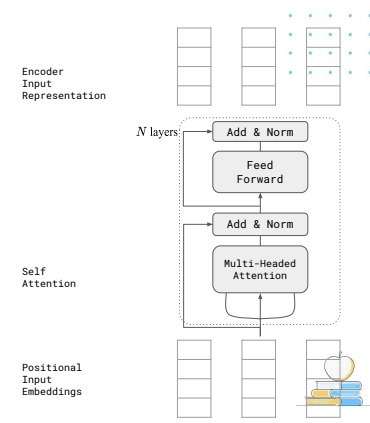 Encoder
Input
Representation
N layers
Add & Norm
Feed
Forward
Add & Norm
Multi-Headed
Attention
Self
Attention
Positional
Input
Embeddings